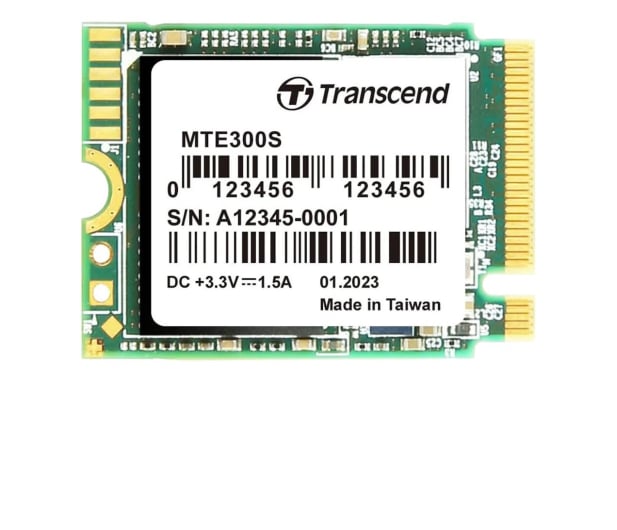 Transcend
MTE300S
0 123456 123456
S/N: A12345-0001
DC +3.3V⎓1.5A 01.2023
Made in Taiwan